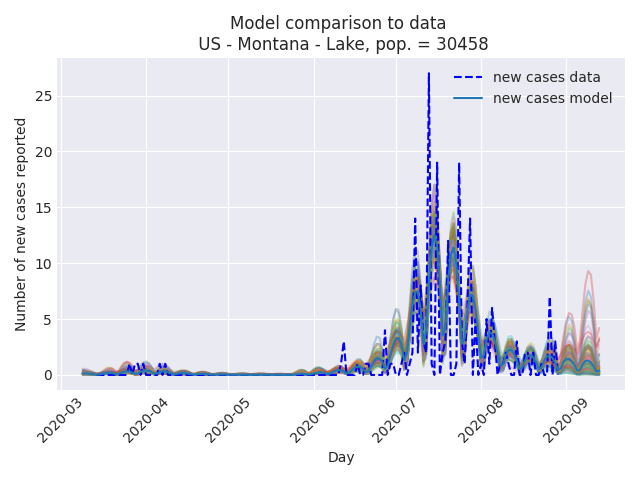 Model comparison to data
US - Montana - Lake, pop. = 30458
new cases data
new cases model
Number of new cases reported
25
20
15
10
5
0
2020-03
2020-04
2020-05
2020-06
2020-07
2020-08
2020-09
Day